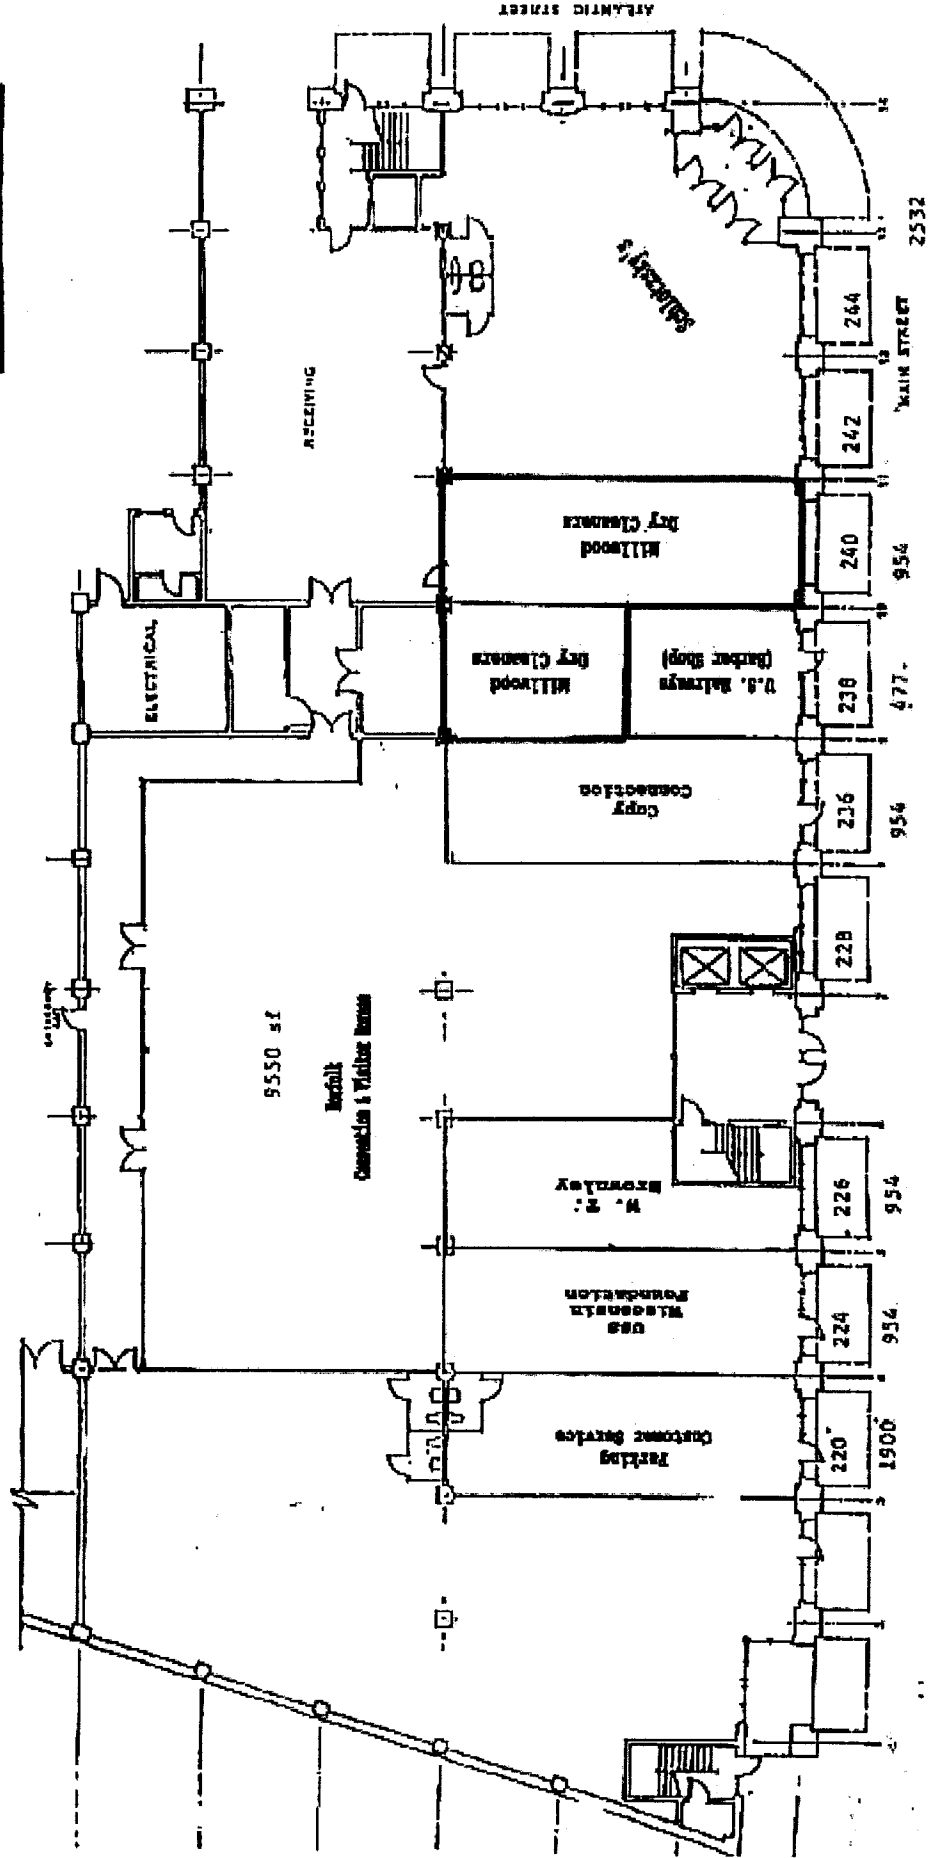 ATLANTIC STREET
2532
MAIN STREET
244
242
240
954
238
477
236
954
228
226
954
224
954
220
1900
Schlotzsky's
RECEIVING
Millwood
Dry Cleaners
ELECTRICAL
Millwood
Dry Cleaners
U.S. Hairways
(Barber Shop)
Copy
Connection
9550 sf
Norfolk
Convention & Visitor Bureau
W. T.
Brownley
USS
Wisconsin
Foundation
Parking
Customer Service